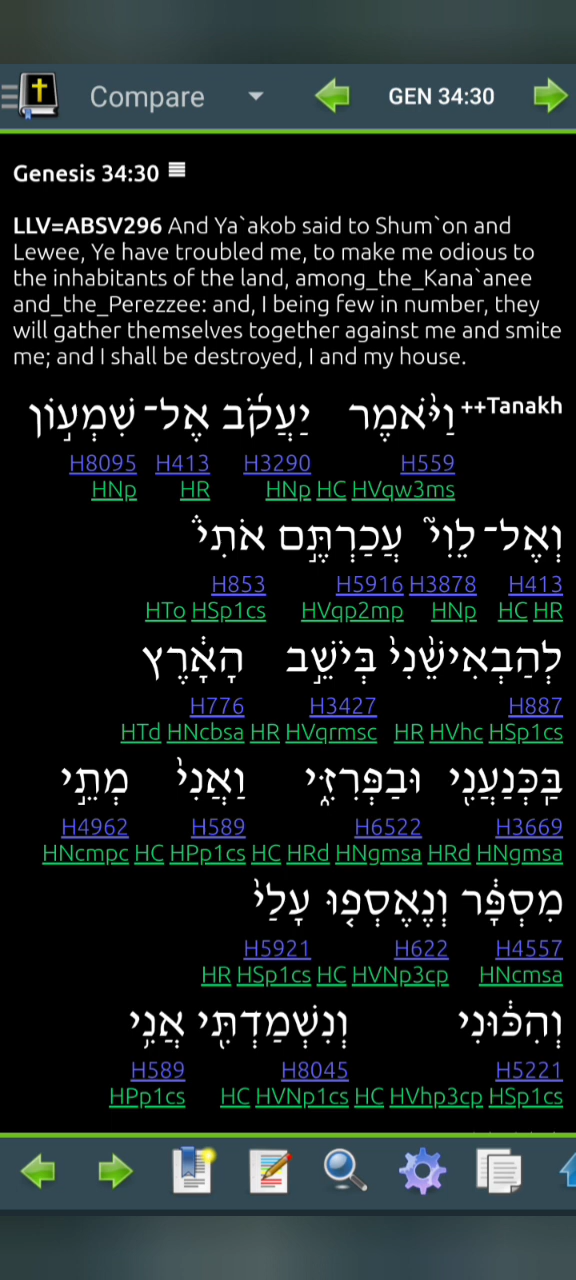 Compare GEN 34:30
Genesis 34:30
LLV=ABSV296 And Ya`akob said to Shum`on and
Lewee, Ye have troubled me, to make me odious to
the inhabitants of the land, among_the_Kana`anee
and_the_Perezzee: and, I being few in number, they
will gather themselves together against me and smite
me; and I shall be destroyed, I and my house.
++Tanakh וַיֹּ֨אמֶר יַעֲקֹ֜ב אֶל־ שִׁמְע֣וֹן
H8095 H413 H3290 H559
HNp HR HNp HC HVqw3ms
וְאֶל־ לֵוִי֮ עֲכַרְתֶּ֣ם אֹתִי֒
H853 H5916 H3878 H413
HTo HSp1cs HVqp2mp HNp HC HR
לְהַבְאִישֵׁ֙נִי֙ בְּיֹשֵׁ֣ב הָאָ֔רֶץ
H776 H3427 H887
HTd HNcbsa HR HVqrmsc HR HVhc HSp1cs
בַּֽכְּנַעֲנִ֖י וּבַפְּרִזִּ֑י וַאֲנִי֙ מְתֵ֣י
H4962 H589 H6522 H3669
HNcmpc HC HPp1cs HC HRd HNgmsa HRd HNgmsa
מִסְפָּ֔ר וְנֶאֶסְפ֤וּ עָלַי֙
H5921 H622 H4557
HR HSp1cs HC HVNp3cp HNcmsa
וְהִכּ֔וּנִי וְנִשְׁמַדְתִּ֖י אֲנִ֥י
H589 H8045 H5221
HPp1cs HC HVNp1cs HC HVhp3cp HSp1cs